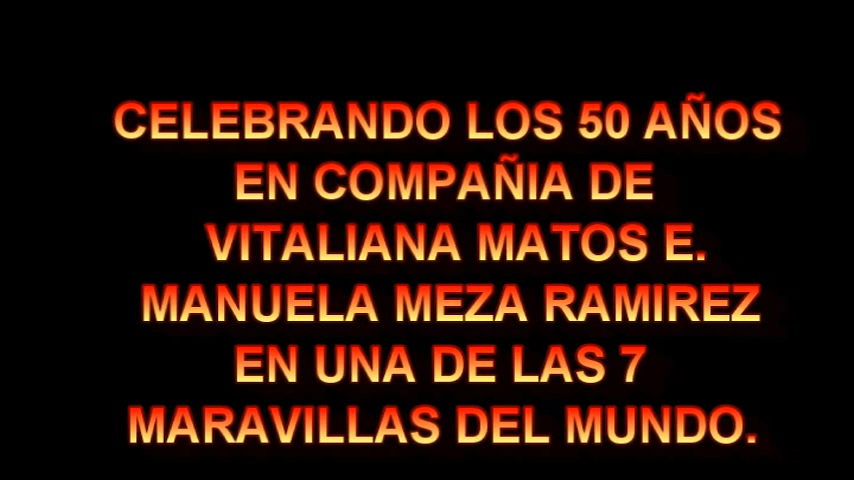 CELEBRANDO LOS 50 AÑOS
EN COMPAÑIA DE
VITALIANA MATOS E.
MANUELA MEZA RAMIREZ
EN UNA DE LAS 7
MARAVILLAS DEL MUNDO.